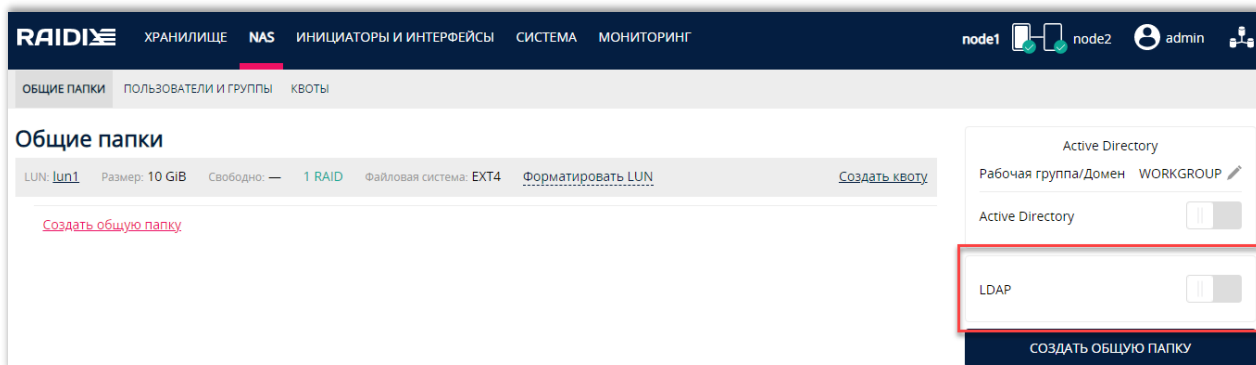 RAIDIX ХРАНИЛИЩЕ NAS ИНИЦИАТОРЫ И ИНТЕРФЕЙСЫ СИСТЕМА МОНИТОРИНГ node1 node2 admin
ОБЩИЕ ПАПКИ ПОЛЬЗОВАТЕЛИ И ГРУППЫ КВОТЫ
Общие папки
LUN: lun1 Размер: 10 GiB Свободно: — 1 RAID Файловая система: EXT4 Форматировать LUN Создать квоту
Создать общую папку
Active Directory
Рабочая группа/Домен WORKGROUP
Active Directory
LDAP
СОЗДАТЬ ОБЩУЮ ПАПКУ